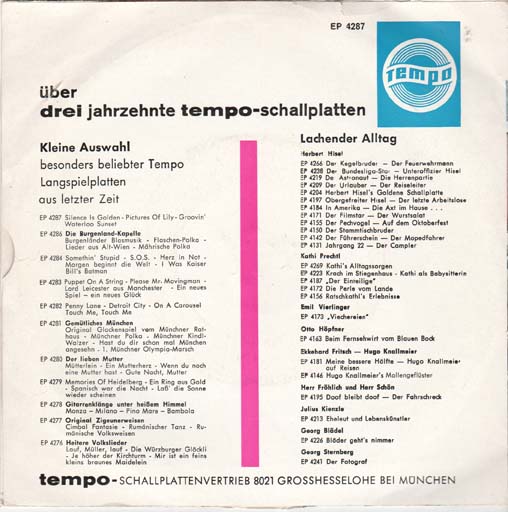 EP 4287
Tempo
über
drei jahrzehnte tempo-schallplatten
Kleine Auswahl
besonders beliebter Tempo
Langspielplatten
aus letzter Zeit
EP 4287 Silence Is Golden - Pictures Of Lily - Groovin'
Waterloo Sunset
EP 4286 Die Burgenland-Kapelle
Burgenländer Blasmusik - Flaschen-Polka -
Lieder aus Alt-Wien - Mährische Polka
EP 4284 Somethin' Stupid - S.O.S. - Herz in Not -
Morgen beginnt die Welt - I Was Kaiser
Bill's Batman
EP 4283 Puppet On A String - Please Mr. Movingman -
Lord Leicester aus Manchester - Ein neues
Spiel - ein neues Glück
EP 4282 Penny Lane - Detroit City - On A Carousel
Touch Me, Touch Me
EP 4281 Gemütliches München
Original Glockenspiel vom Münchner Rat-
haus - Münchner Polka - Münchner Kindl-
Walzer - Hast du dir schon mal München
angesehn - 1. Münchner Olympia-Marsch
EP 4280 Der lieben Mutter
Mütterlein - Ein Mutterherz - Wenn du noch
eine Mutter hast - Gute Nacht, Mutter
EP 4279 Memories Of Heidelberg - Ein Ring aus Gold
- Spanisch war die Nacht - Laß' die Sonne
wieder scheinen
EP 4278 Gitarrenklänge unter heißem Himmel
Manza - Milano - Pina Mare - Bambola
EP 4277 Original Zigeunerweisen
Cimbal Fantasie - Rumänischer Tanz - Ru-
mänische Volksweisen
EP 4276 Heitere Volkslieder
Lauf, Müller, lauf - Die Würzburger Glöckli
- Je höher der Kirchturm - Mir ist ein feins
kleins braunes Maidelein
Lachender Alltag
Herbert Hisel
EP 4266 Der Kegelbruder — Der Feuerwehrmann
EP 4238 Der Bundesliga-Star — Unteroffizier Hisel
EP 4219 De Astronaut — Die Herrenpartie
EP 4209 Der Urlauber — Der Reiseleiter
EP 4204 Herbert Hisel's Goldene Schallplatte
EP 4197 Obergefreiter Hisel — Der letzte Arbeitslose
EP 4184 In Amerika — Die Axt im Hause . . .
EP 4171 Der Filmstar — Der Wurstsalat
EP 4155 Der Pechvogel — Auf dem Oktoberfest
EP 4150 Der Stammtischbruder
EP 4142 Der Führerschein — Der Mopedfahrer
EP 4131 Jahrgang 22 — Der Campler
Kathi Prechtl
EP 4269 Kathi's Alltagssorgen
EP 4223 Krach im Stiegenhaus - Kathi als Babysitterin
EP 4187 „Der Einzelige"
EP 4172 Die Perle vom Lande
EP 4156 Ratschkathl's Erlebnisse
Emil Vierlinger
EP 4173 „Viechereien"
Otto Höpfner
EP 4163 Beim Fernsehwirt vom Blauen Bock
Ekkehard Fritsch — Hugo Knallmeier
EP 4181 Meine bessere Hälfte — Hugo Knallmeier
auf Reisen
EP 4146 Hugo Knallmeier's Mallengeflüster
Herr Fröhlich und Herr Schön
EP 4195 Doof bleibt doof — Der Fahrschreck
Julius Kienzle
EP 4213 Eheleut und Lebenskünstler
Georg Blädel
EP 4226 Blöder geht's nimmer
Georg Sternberg
EP 4241 Der Fotograf
tempo-SCHALLPLATTENVERTRIEB 8021 GROSSHESSELOHE BEI MÜNCHEN